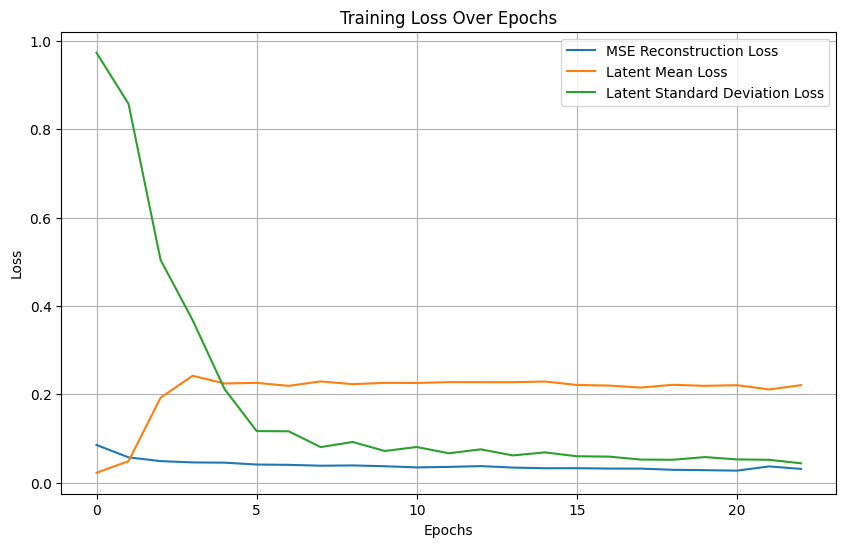 Training Loss Over Epochs
MSE Reconstruction Loss
Latent Mean Loss
Latent Standard Deviation Loss
1.0
0.8
0.6
0.4
0.2
0.0
Loss
0
5
10
15
20
Epochs